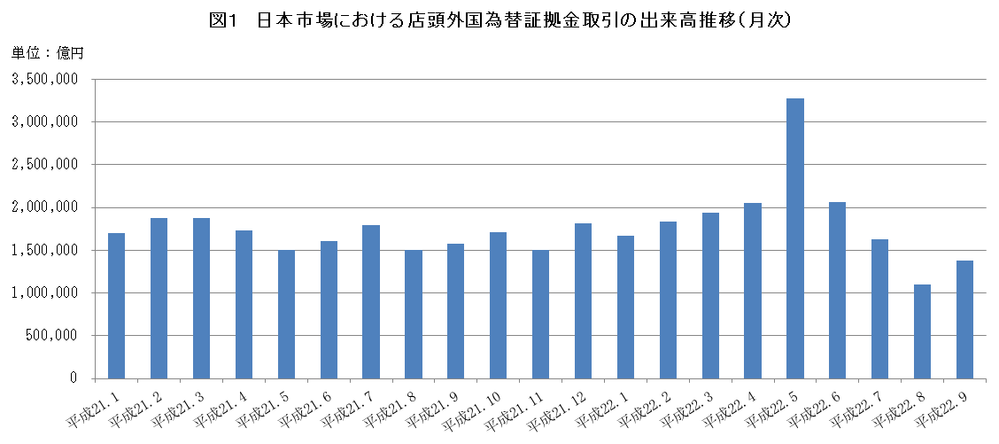 図1　日本市場における店頭外国為替証拠金取引の出来高推移(月次)
単位：億円
3,500,000
3,000,000
2,500,000
2,000,000
1,500,000
1,000,000
500,000
0
平成21.1
平成21.2
平成21.3
平成21.4
平成21.5
平成21.6
平成21.7
平成21.8
平成21.9
平成21.10
平成21.11
平成21.12
平成22.1
平成22.2
平成22.3
平成22.4
平成22.5
平成22.6
平成22.7
平成22.8
平成22.9